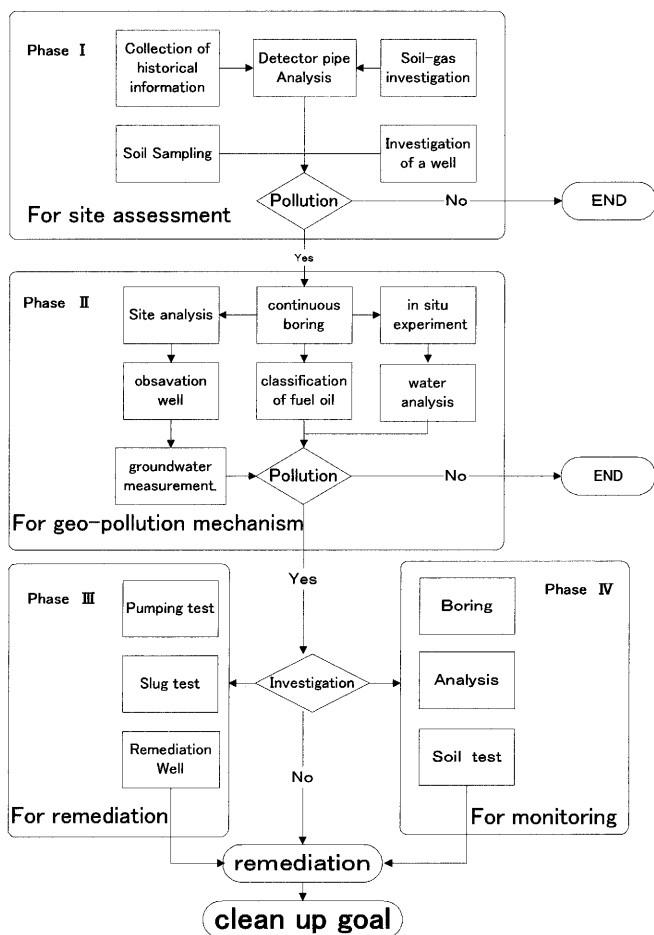 Phase Ⅰ
Collection of
historical
information
Detector pipe
Analysis
Soil-gas
investigation
Soil Sampling
Investigation
of a well
Pollution
No
END
For site assessment
Yes
Phase Ⅱ
Site analysis
continuous
boring
in situ
experiment
obsavation
well
classification
of fuel oil
water
analysis
groundwater
measurement.
Pollution
No
END
For geo-pollution mechanism
Yes
Phase Ⅲ
Pumping test
Slug test
Remediation
Well
For remediation
Investigation
No
Phase Ⅳ
Boring
Analysis
Soil test
For monitoring
remediation
clean up goal